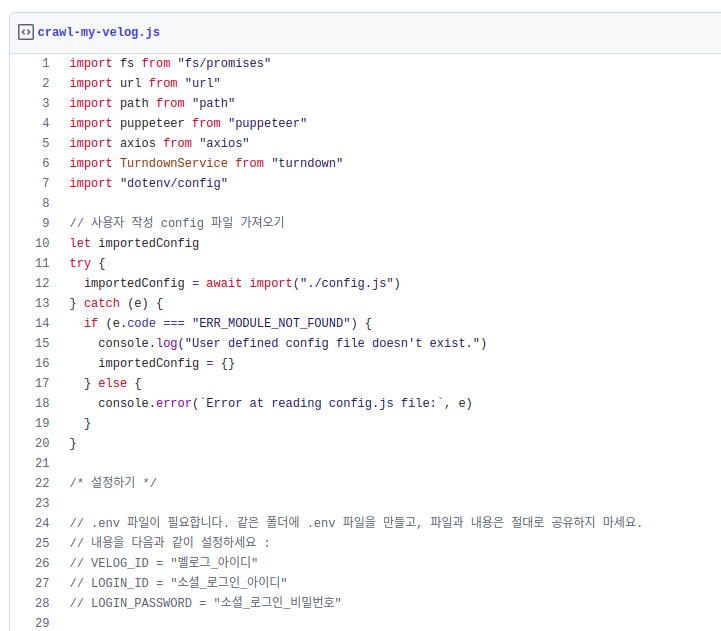 crawl-my-velog.js
1 import fs from "fs/promises"
2 import url from "url"
3 import path from "path"
4 import puppeteer from "puppeteer"
5 import axios from "axios"
6 import TurndownService from "turndown"
7 import "dotenv/config"
8
9 // 사용자 작성 config 파일 가져오기
10 let importedConfig
11 try {
12   importedConfig = await import("./config.js")
13 } catch (e) {
14   if (e.code === "ERR_MODULE_NOT_FOUND") {
15     console.log("User defined config file doesn't exist.")
16     importedConfig = {}
17   } else {
18     console.error(`Error at reading config.js file:`, e)
19   }
20 }
21
22 /* 설정하기 */
23
24 // .env 파일이 필요합니다. 같은 폴더에 .env 파일을 만들고, 파일과 내용은 절대로 공유하지 마세요.
25 // 내용을 다음과 같이 설정하세요 :
26 // VELOG_ID = "벨로그_아이디"
27 // LOGIN_ID = "소셜_로그인_아이디"
28 // LOGIN_PASSWORD = "소셜_로그인_비밀번호"
29